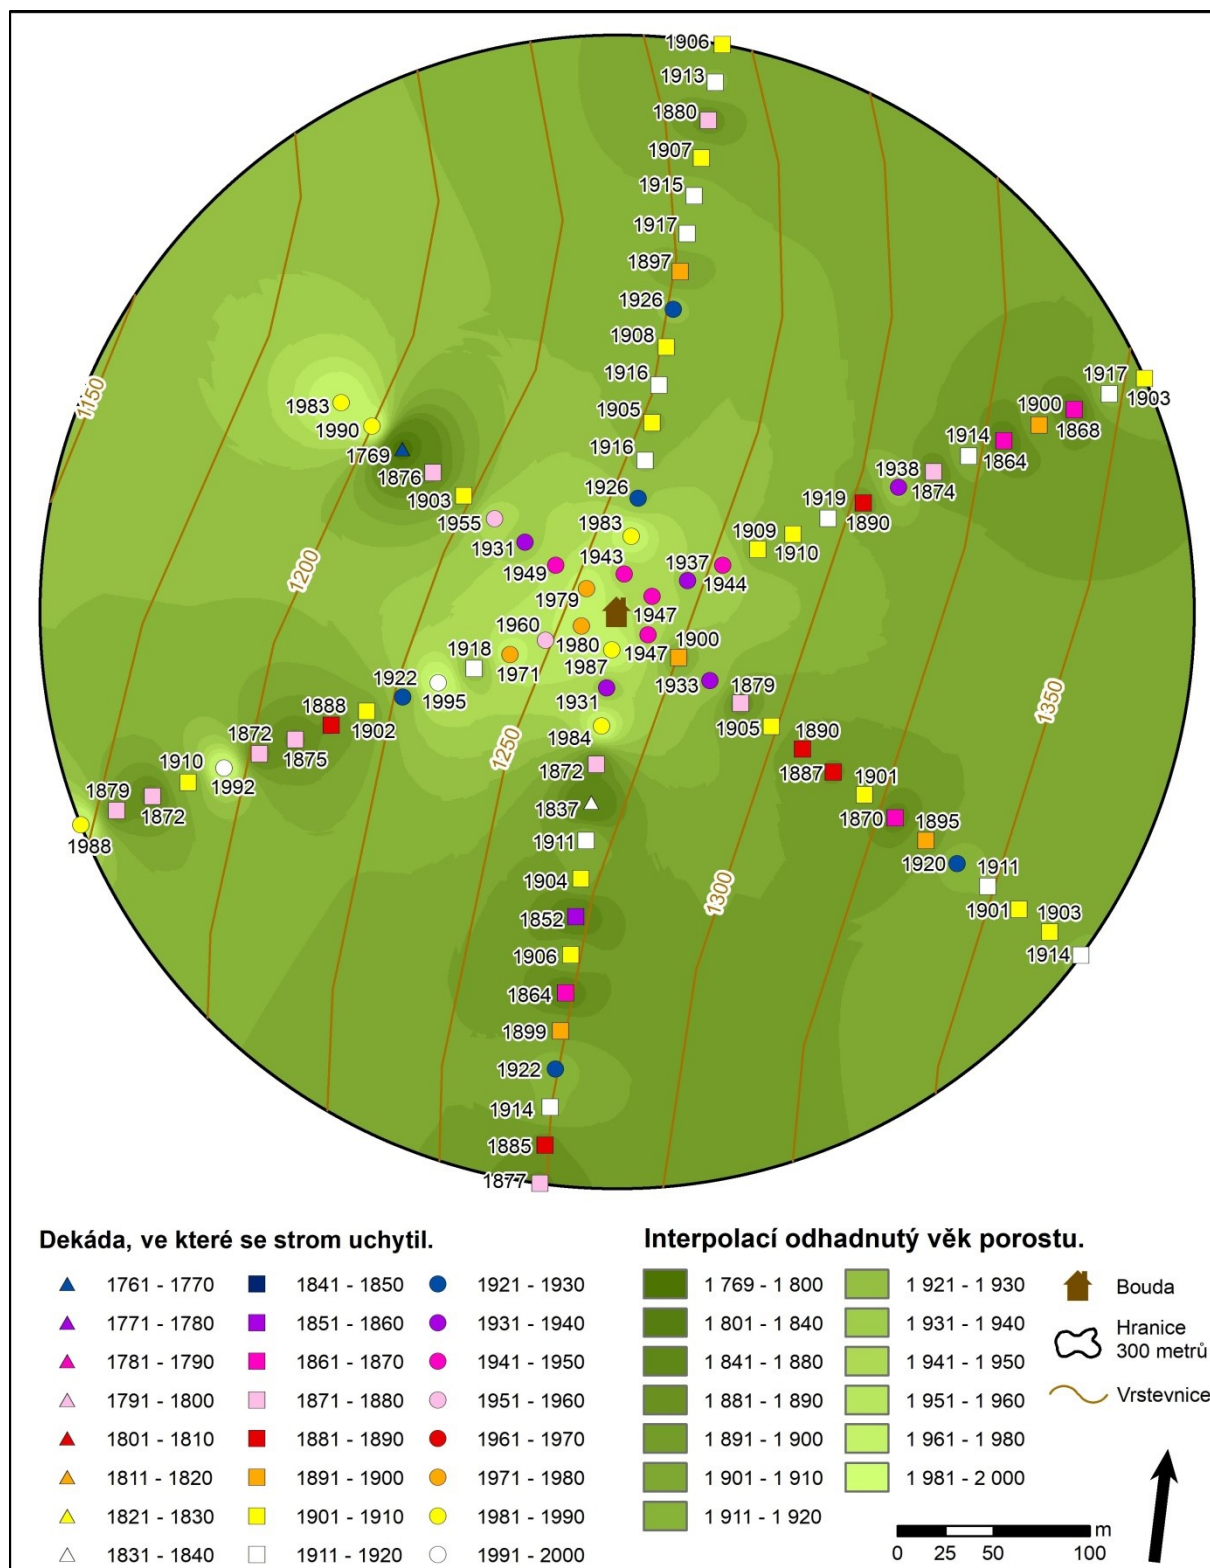 1906
1913
1880
1907
1915
1917
1897
1926
1908
1916
1905
1916
1926
1983
1943
1150
1983
1990
1769
1876
1903
1955
1931
1949
1979
1200
1917
1903
1900
1868
1914
1864
1938
1874
1919
1890
1909
1910
1937
1944
1947
1960
1980
1987
1947
1900
1918
1971
1922
1995
1931
1933
1879
1888
1902
1984
1905
1250
1350
1872
1875
1872
1890
1910
1992
1837
1887
1901
1879
1872
1911
1870
1895
1988
1904
1920
1911
1300
1852
1901
1903
1906
1914
1864
1899
1922
1914
1885
1877
Dekáda, ve které se strom uchytil.
1761 - 1770
1771 - 1780
1781 - 1790
1791 - 1800
1801 - 1810
1811 - 1820
1821 - 1830
1831 - 1840
1841 - 1850
1851 - 1860
1861 - 1870
1871 - 1880
1881 - 1890
1891 - 1900
1901 - 1910
1911 - 1920
1921 - 1930
1931 - 1940
1941 - 1950
1951 - 1960
1961 - 1970
1971 - 1980
1981 - 1990
1991 - 2000
Interpolací odhadnutý věk porostu.
1 769 - 1 800
1 801 - 1 840
1 841 - 1 880
1 881 - 1 890
1 891 - 1 900
1 901 - 1 910
1 911 - 1 920
1 921 - 1 930
1 931 - 1 940
1 941 - 1 950
1 951 - 1 960
1 961 - 1 980
1 981 - 2 000
Bouda
Hranice
300 metrů
Vrstevnice
m
0 25 50 100